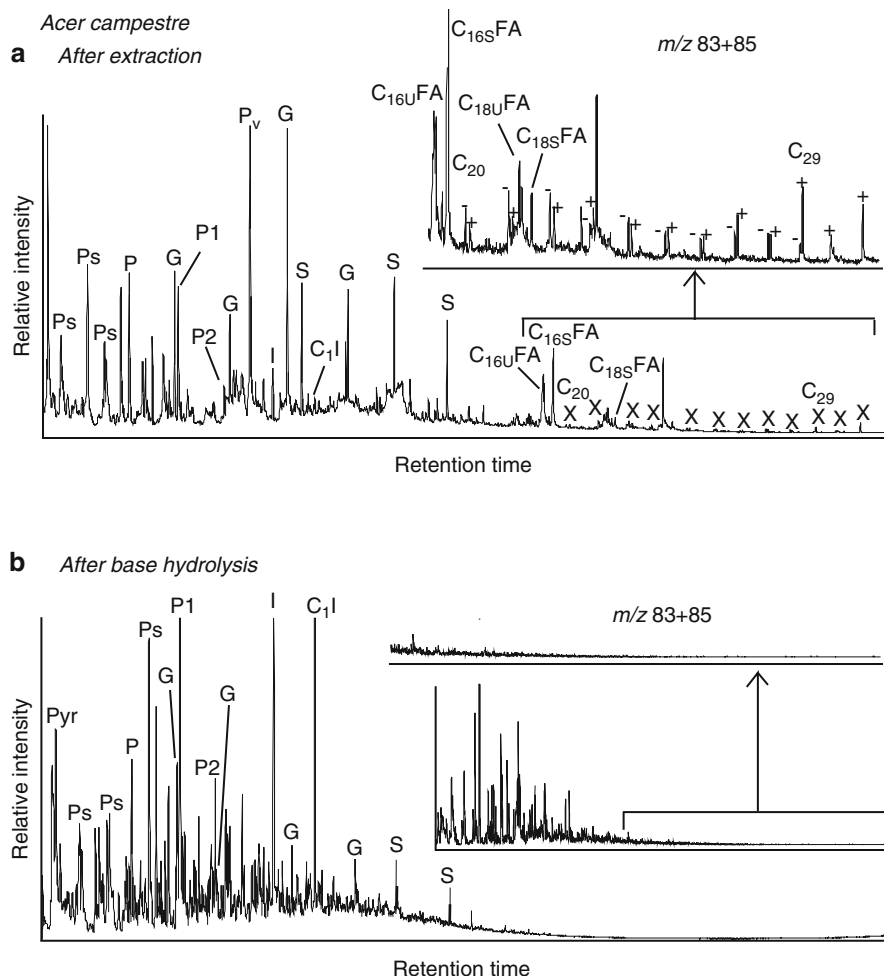 Acer campestre
a After extraction
m/z 83+85
C16SFA
C16UFA
C18UFA
C18SFA
C20
C29
- + - + - + - + - + - + - + - + - + - + + +
Relative intensity
Ps Ps Ps P G P1 P2 G Pv G I S C1I G S S
C16UFA
C16SFA
C20
C18SFA
C29
X X X X X X X X X X X X
Retention time
b After base hydrolysis
m/z 83+85
Relative intensity
Pyr Ps Ps P Ps G P1 P2 G I G C1I G S S
Retention time